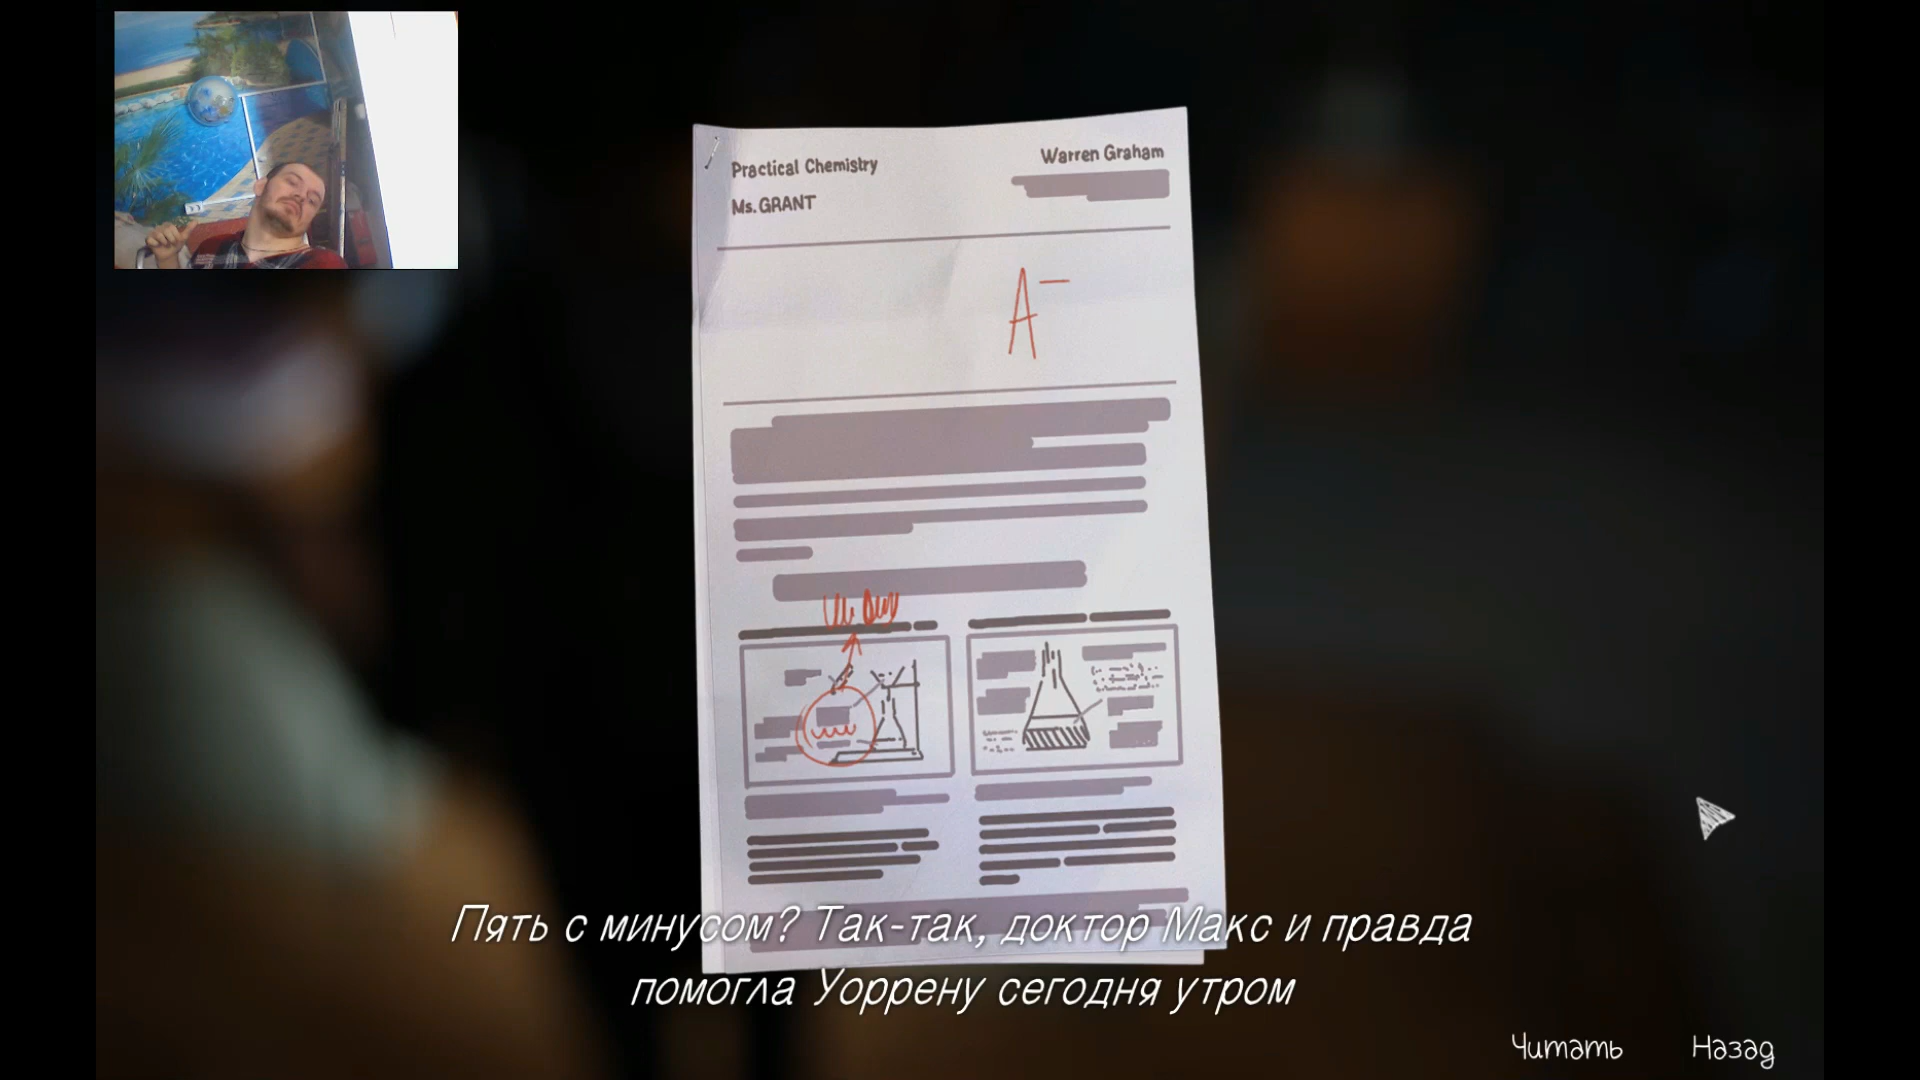 Practical Chemistry
Warren Graham
Ms. GRANT
A-
Пять с минусом? Так-так, доктор Макс и правда
помогла Уоррену сегодня утром
Читать
Назад